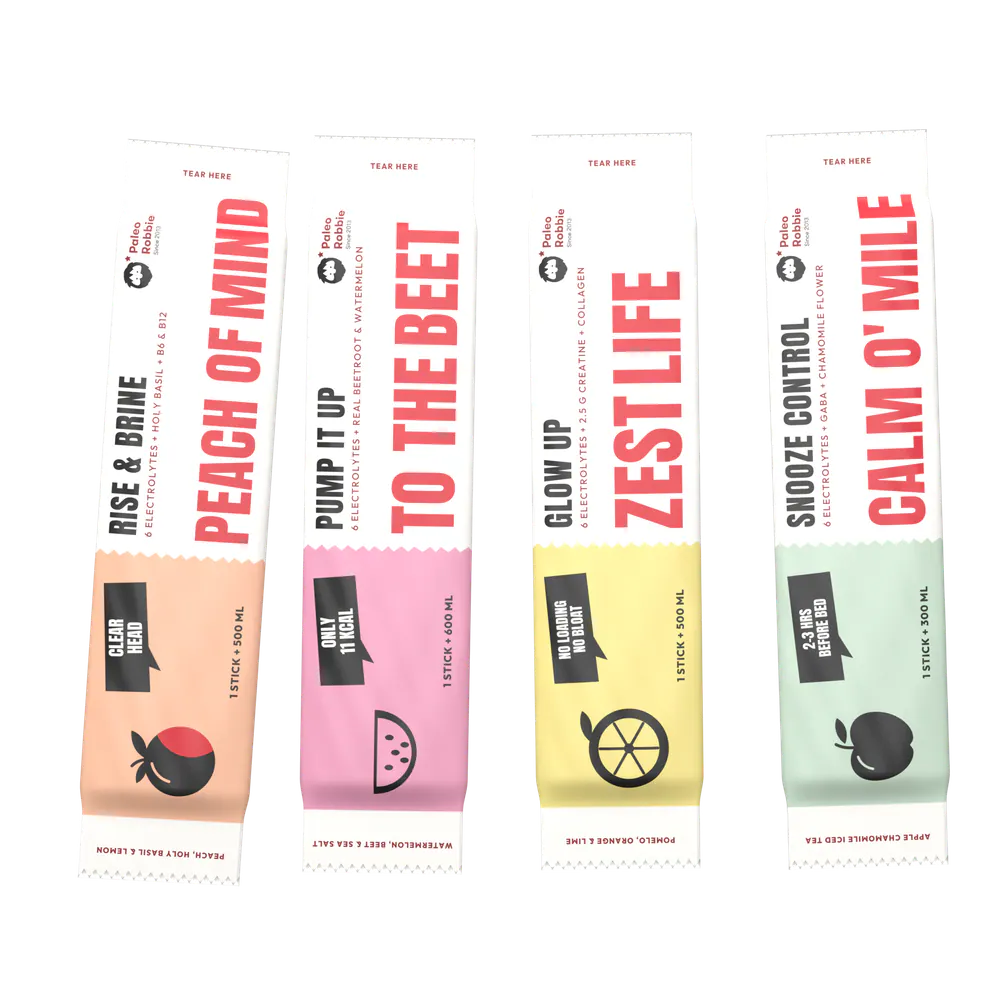 TEAR HERE
Paleo
Robbie
Since 2013
RISE & BRINE
6 ELECTROLYTES + HOLY BASIL + B6 & B12
PEACH OF MIND
CLEAR
HEAD
1 STICK + 500 ML
PEACH, HOLY BASIL & LEMON
TEAR HERE
Paleo
Robbie
Since 2013
PUMP IT UP
6 ELECTROLYTES + REAL BEETROOT & WATERMELON
TO THE BEET
ONLY
11 KCAL
1 STICK + 600 ML
WATERMELON, BEET & SEA SALT
TEAR HERE
Paleo
Robbie
Since 2013
GLOW UP
6 ELECTROLYTES + 2.5 G CREATINE + COLLAGEN
ZEST LIFE
NO LOADING
NO BLOAT
1 STICK + 500 ML
POMELO, ORANGE & LIME
TEAR HERE
Paleo
Robbie
Since 2013
SNOOZE CONTROL
6 ELECTROLYTES + GABA + CHAMOMILE FLOWER
CALM O' MILE
2-3 HRS
BEFORE BED
1 STICK + 300 ML
APPLE CHAMOMILE ICED TEA